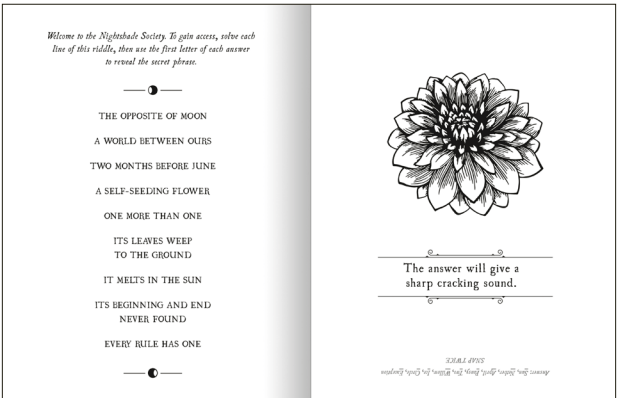 Welcome to the Nightshade Society. To gain access, solve each
line of this riddle, then use the first letter of each answer
to reveal the secret phrase.
THE OPPOSITE OF MOON
A WORLD BETWEEN OURS
TWO MONTHS BEFORE JUNE
A SELF-SEEDING FLOWER
ONE MORE THAN ONE
ITS LEAVES WEEP
TO THE GROUND
IT MELTS IN THE SUN
ITS BEGINNING AND END
NEVER FOUND
EVERY RULE HAS ONE
The answer will give a
sharp cracking sound.
Answers: Sun, Nether, April, Two, Willow, Ice, Circle, Exception
SNAP TWICE